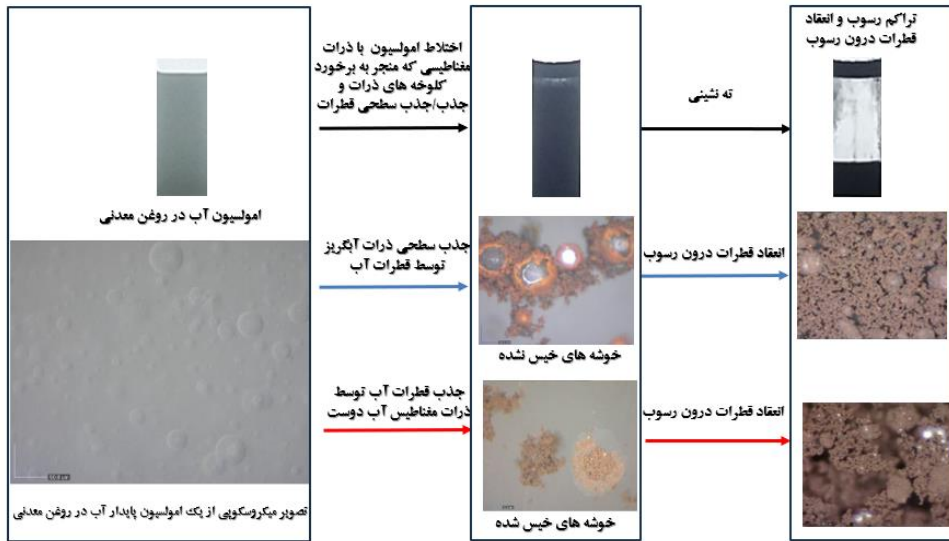 اختلاط امولسیون با ذرات
مغناطیسی که منجر به برخورد
کلوخه های ذرات و
جذب/جذب سطحی قطرات
تراکم رسوب و انعقاد
قطرات درون رسوب
ته نشینی
امولسیون آب در روغن معدنی
جذب سطحی ذرات آبگریز
توسط قطرات آب
انعقاد قطرات درون رسوب
خوشه های خیس نشده
جذب قطرات آب توسط
ذرات مغناطیس آب دوست
انعقاد قطرات درون رسوب
خوشه های خیس شده
تصویر میکروسکوپی از یک امولسیون پایدار آب در روغن معدنی